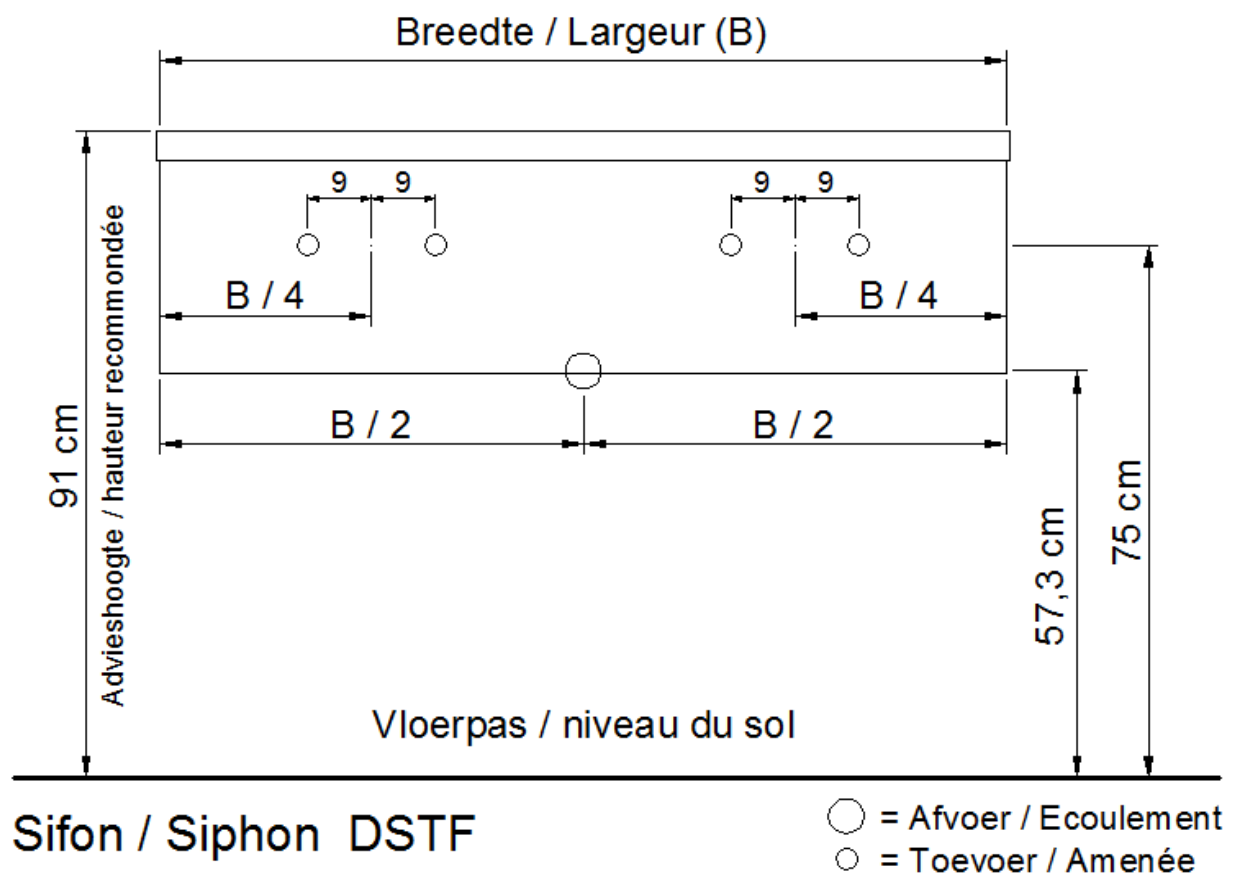 Breedte / Largeur (B)
9 9 9 9
B / 4 B / 4
B / 2 B / 2
91 cm
Advieshoogte / hauteur recommondée
57,3 cm
75 cm
Vloerpas / niveau du sol
Sifon / Siphon DSTF
= Afvoer / Ecoulement
= Toevoer / Amenée